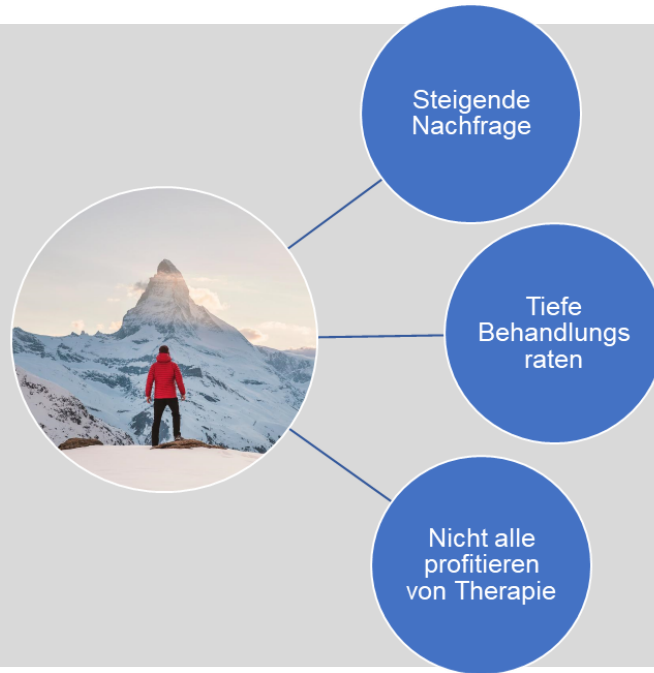 Steigende
Nachfrage
Tiefe
Behandlungs
raten
Nicht alle
profitieren
von Therapie